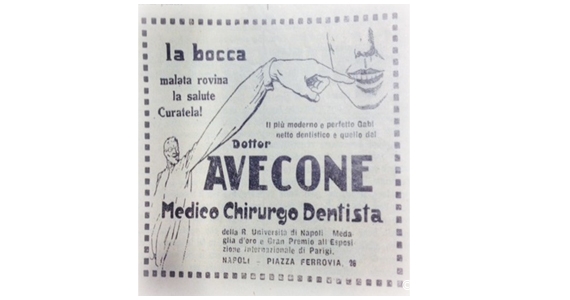 la bocca
malata rovina
la salute
Curatela!
Il più moderno e perfetto Gabi
netto dentistico e quello del
Dottor
AVECONE
Medico Chirurgo Dentista
della R. Università di Napoli. Meda
glia d'oro e Gran Premio all Esposi
zione Internazionale di Parigi.
NAPOLI - PIAZZA FERROVIA, 16